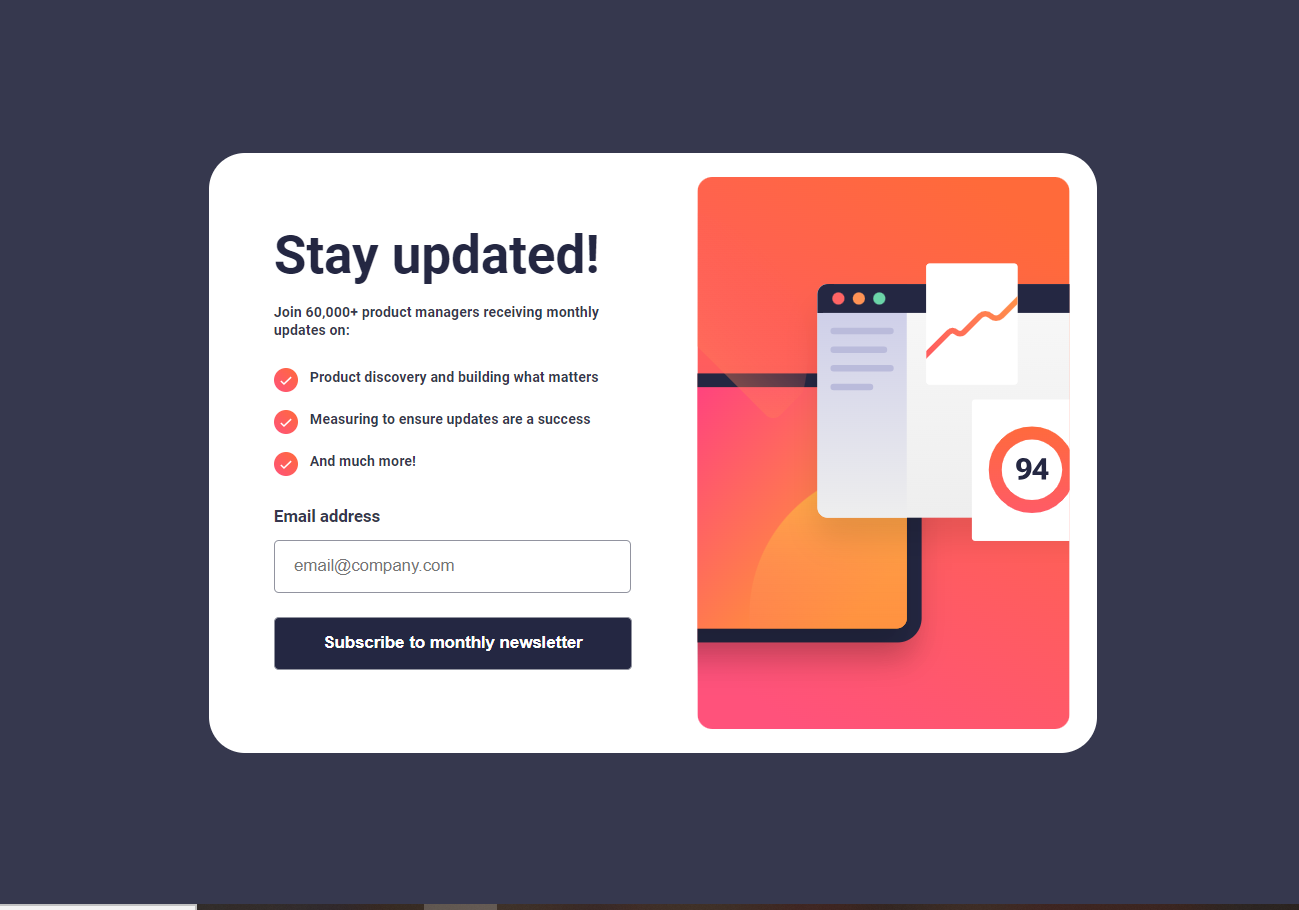 Stay updated!
Join 60,000+ product managers receiving monthly
updates on:
Product discovery and building what matters
Measuring to ensure updates are a success
And much more!
Email address
email@company.com
Subscribe to monthly newsletter
94